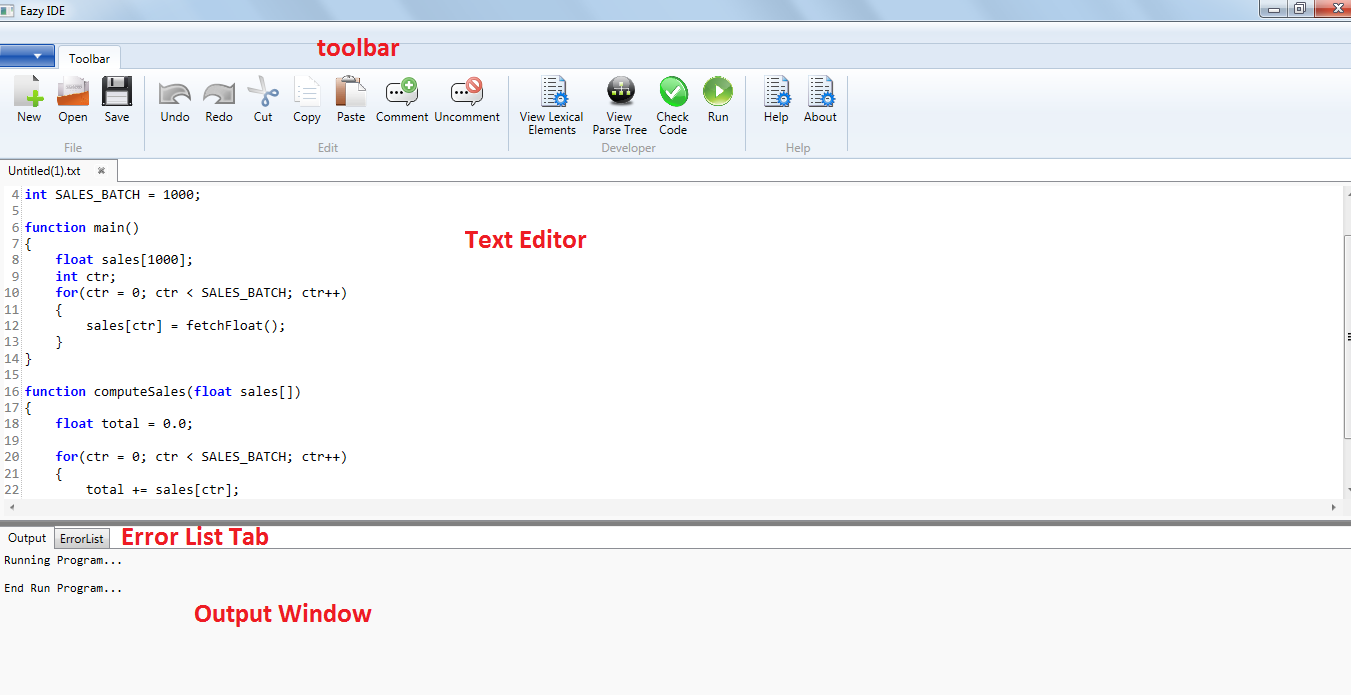 Eazy IDE
toolbar
Toolbar
New Open Save Undo Redo Cut Copy Paste Comment Uncomment View Lexical Elements View Parse Tree Check Code Run Help About
File Edit Developer Help
Untitled(1).txt
4 int SALES_BATCH = 1000;
5
6 function main()
7 {
8     float sales[1000];
9     int ctr;
10     for(ctr = 0; ctr < SALES_BATCH; ctr++)
11     {
12         sales[ctr] = fetchFloat();
13     }
14 }
15
16 function computeSales(float sales[])
17 {
18     float total = 0.0;
19
20     for(ctr = 0; ctr < SALES_BATCH; ctr++)
21     {
22         total += sales[ctr];
Text Editor
Output ErrorList Error List Tab
Running Program...
End Run Program...
Output Window